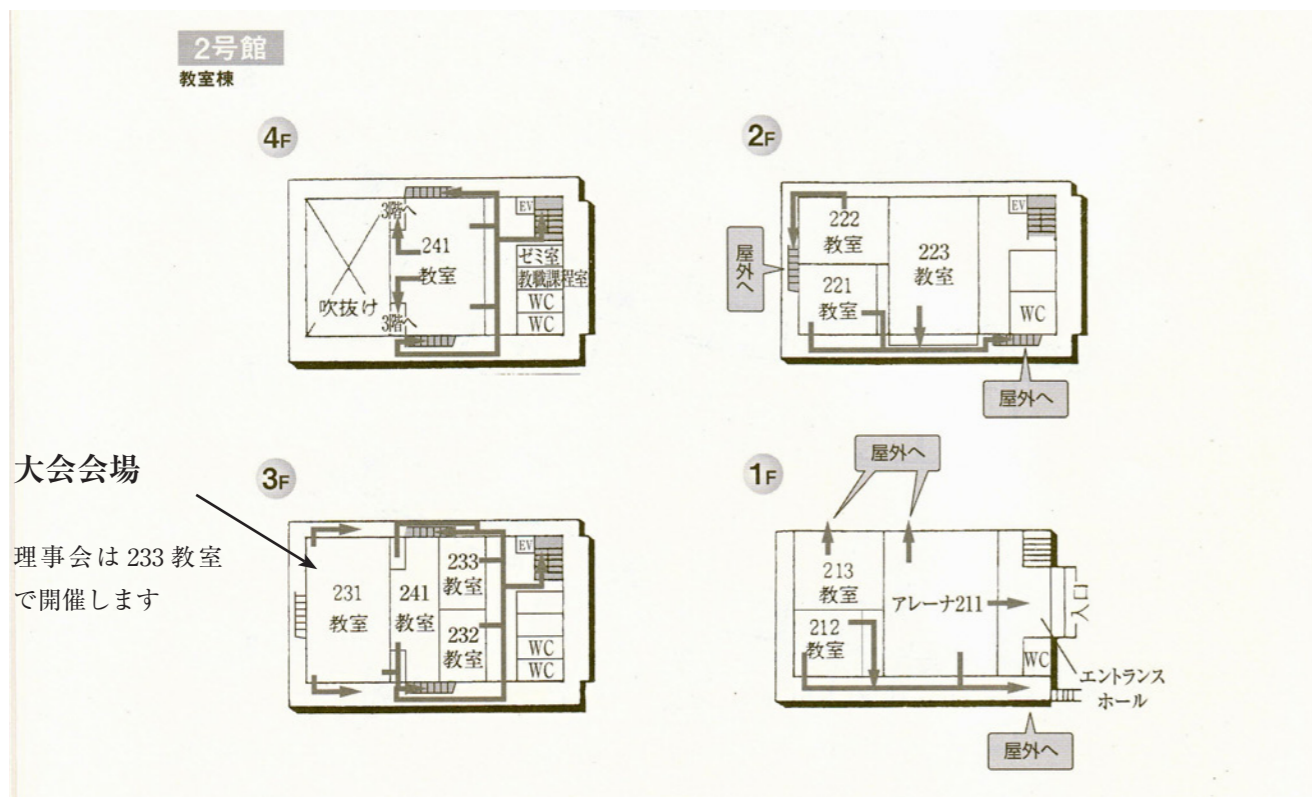 2号館
教室棟
4F
3階へ
241
教室
吹抜け
3階へ
EV
ゼミ室
教職課程室
WC
WC
2F
222
教室
221
教室
223
教室
EV
WC
屋外へ
屋外へ
大会会場
理事会は 233 教室
で開催します
3F
231
教室
241
教室
233
教室
232
教室
EV
WC
WC
1F
屋外へ
213
教室
212
教室
アレーナ211
入口
WC
エントランス
ホール
屋外へ